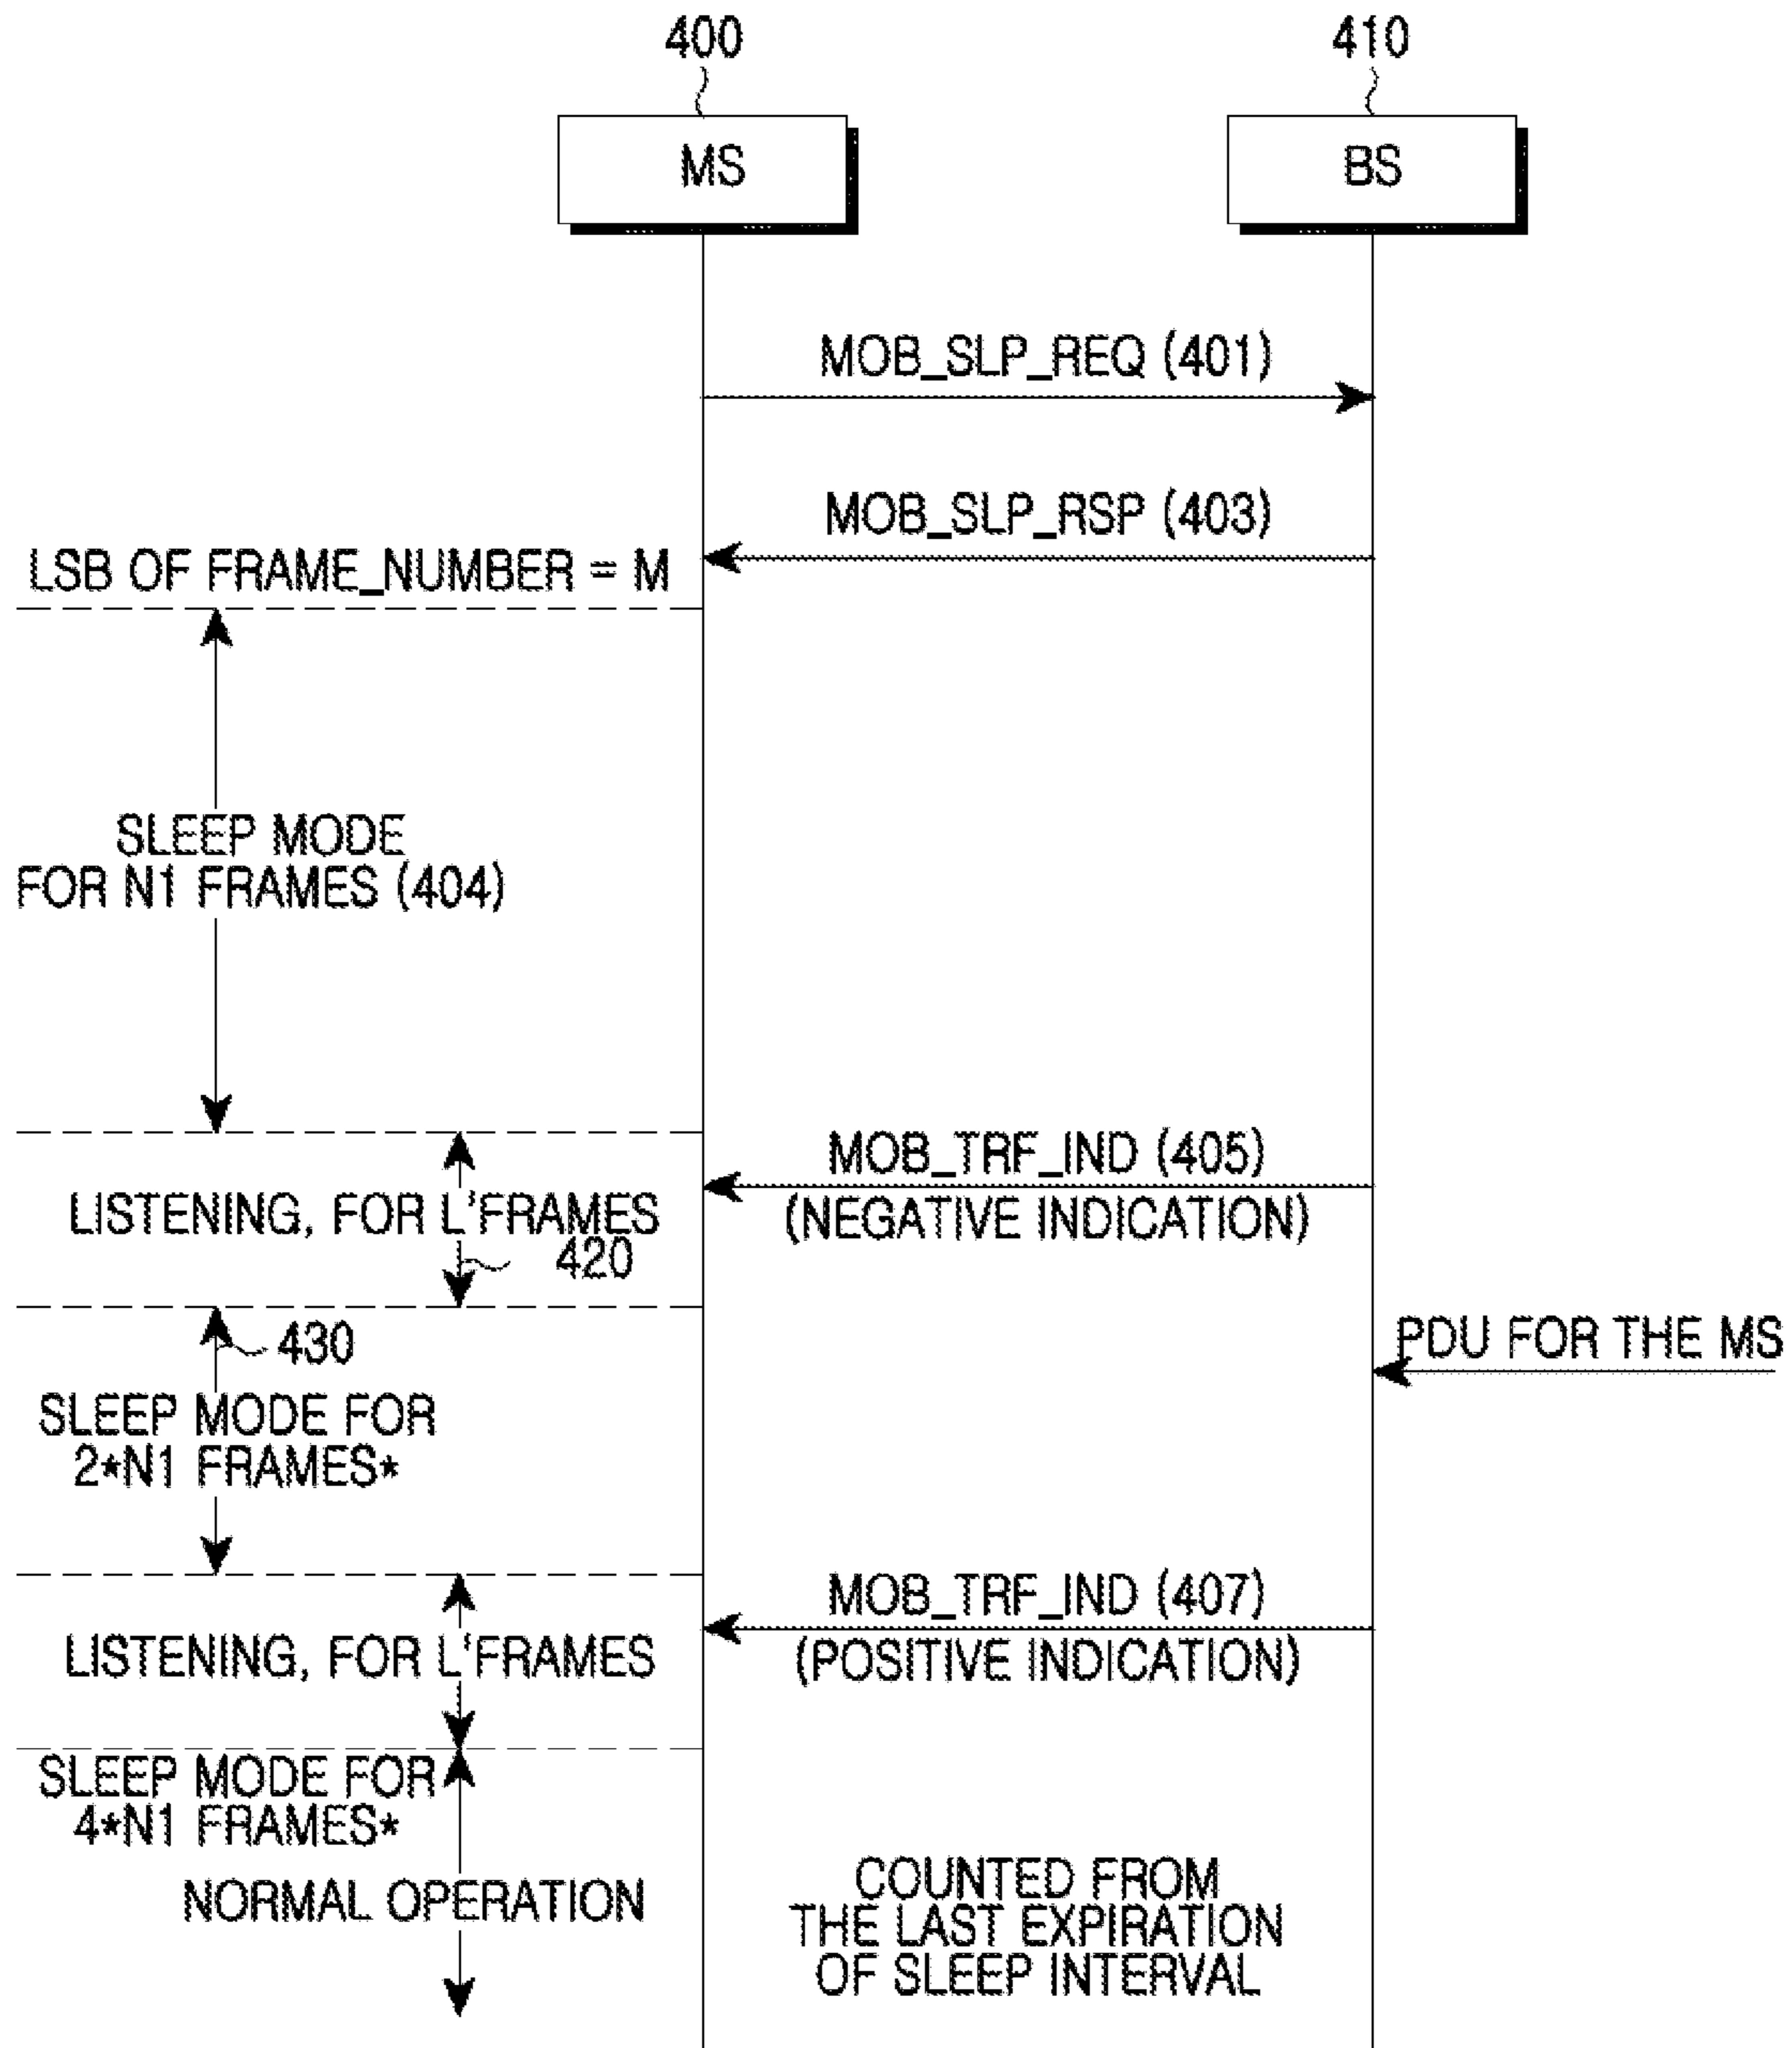 400
410
MS
BS
MOB_SLP_REQ (401)
MOB_SLP_RSP (403)
LSB OF FRAME_NUMBER = M
SLEEP MODE
FOR N1 FRAMES (404)
MOB_TRF_IND (405)
(NEGATIVE INDICATION)
LISTENING, FOR L'FRAMES
420
430
PDU FOR THE MS
SLEEP MODE FOR
2*N1 FRAMES*
MOB_TRF_IND (407)
(POSITIVE INDICATION)
LISTENING, FOR L'FRAMES
SLEEP MODE FOR
4*N1 FRAMES*
NORMAL OPERATION
COUNTED FROM
THE LAST EXPIRATION
OF SLEEP INTERVAL